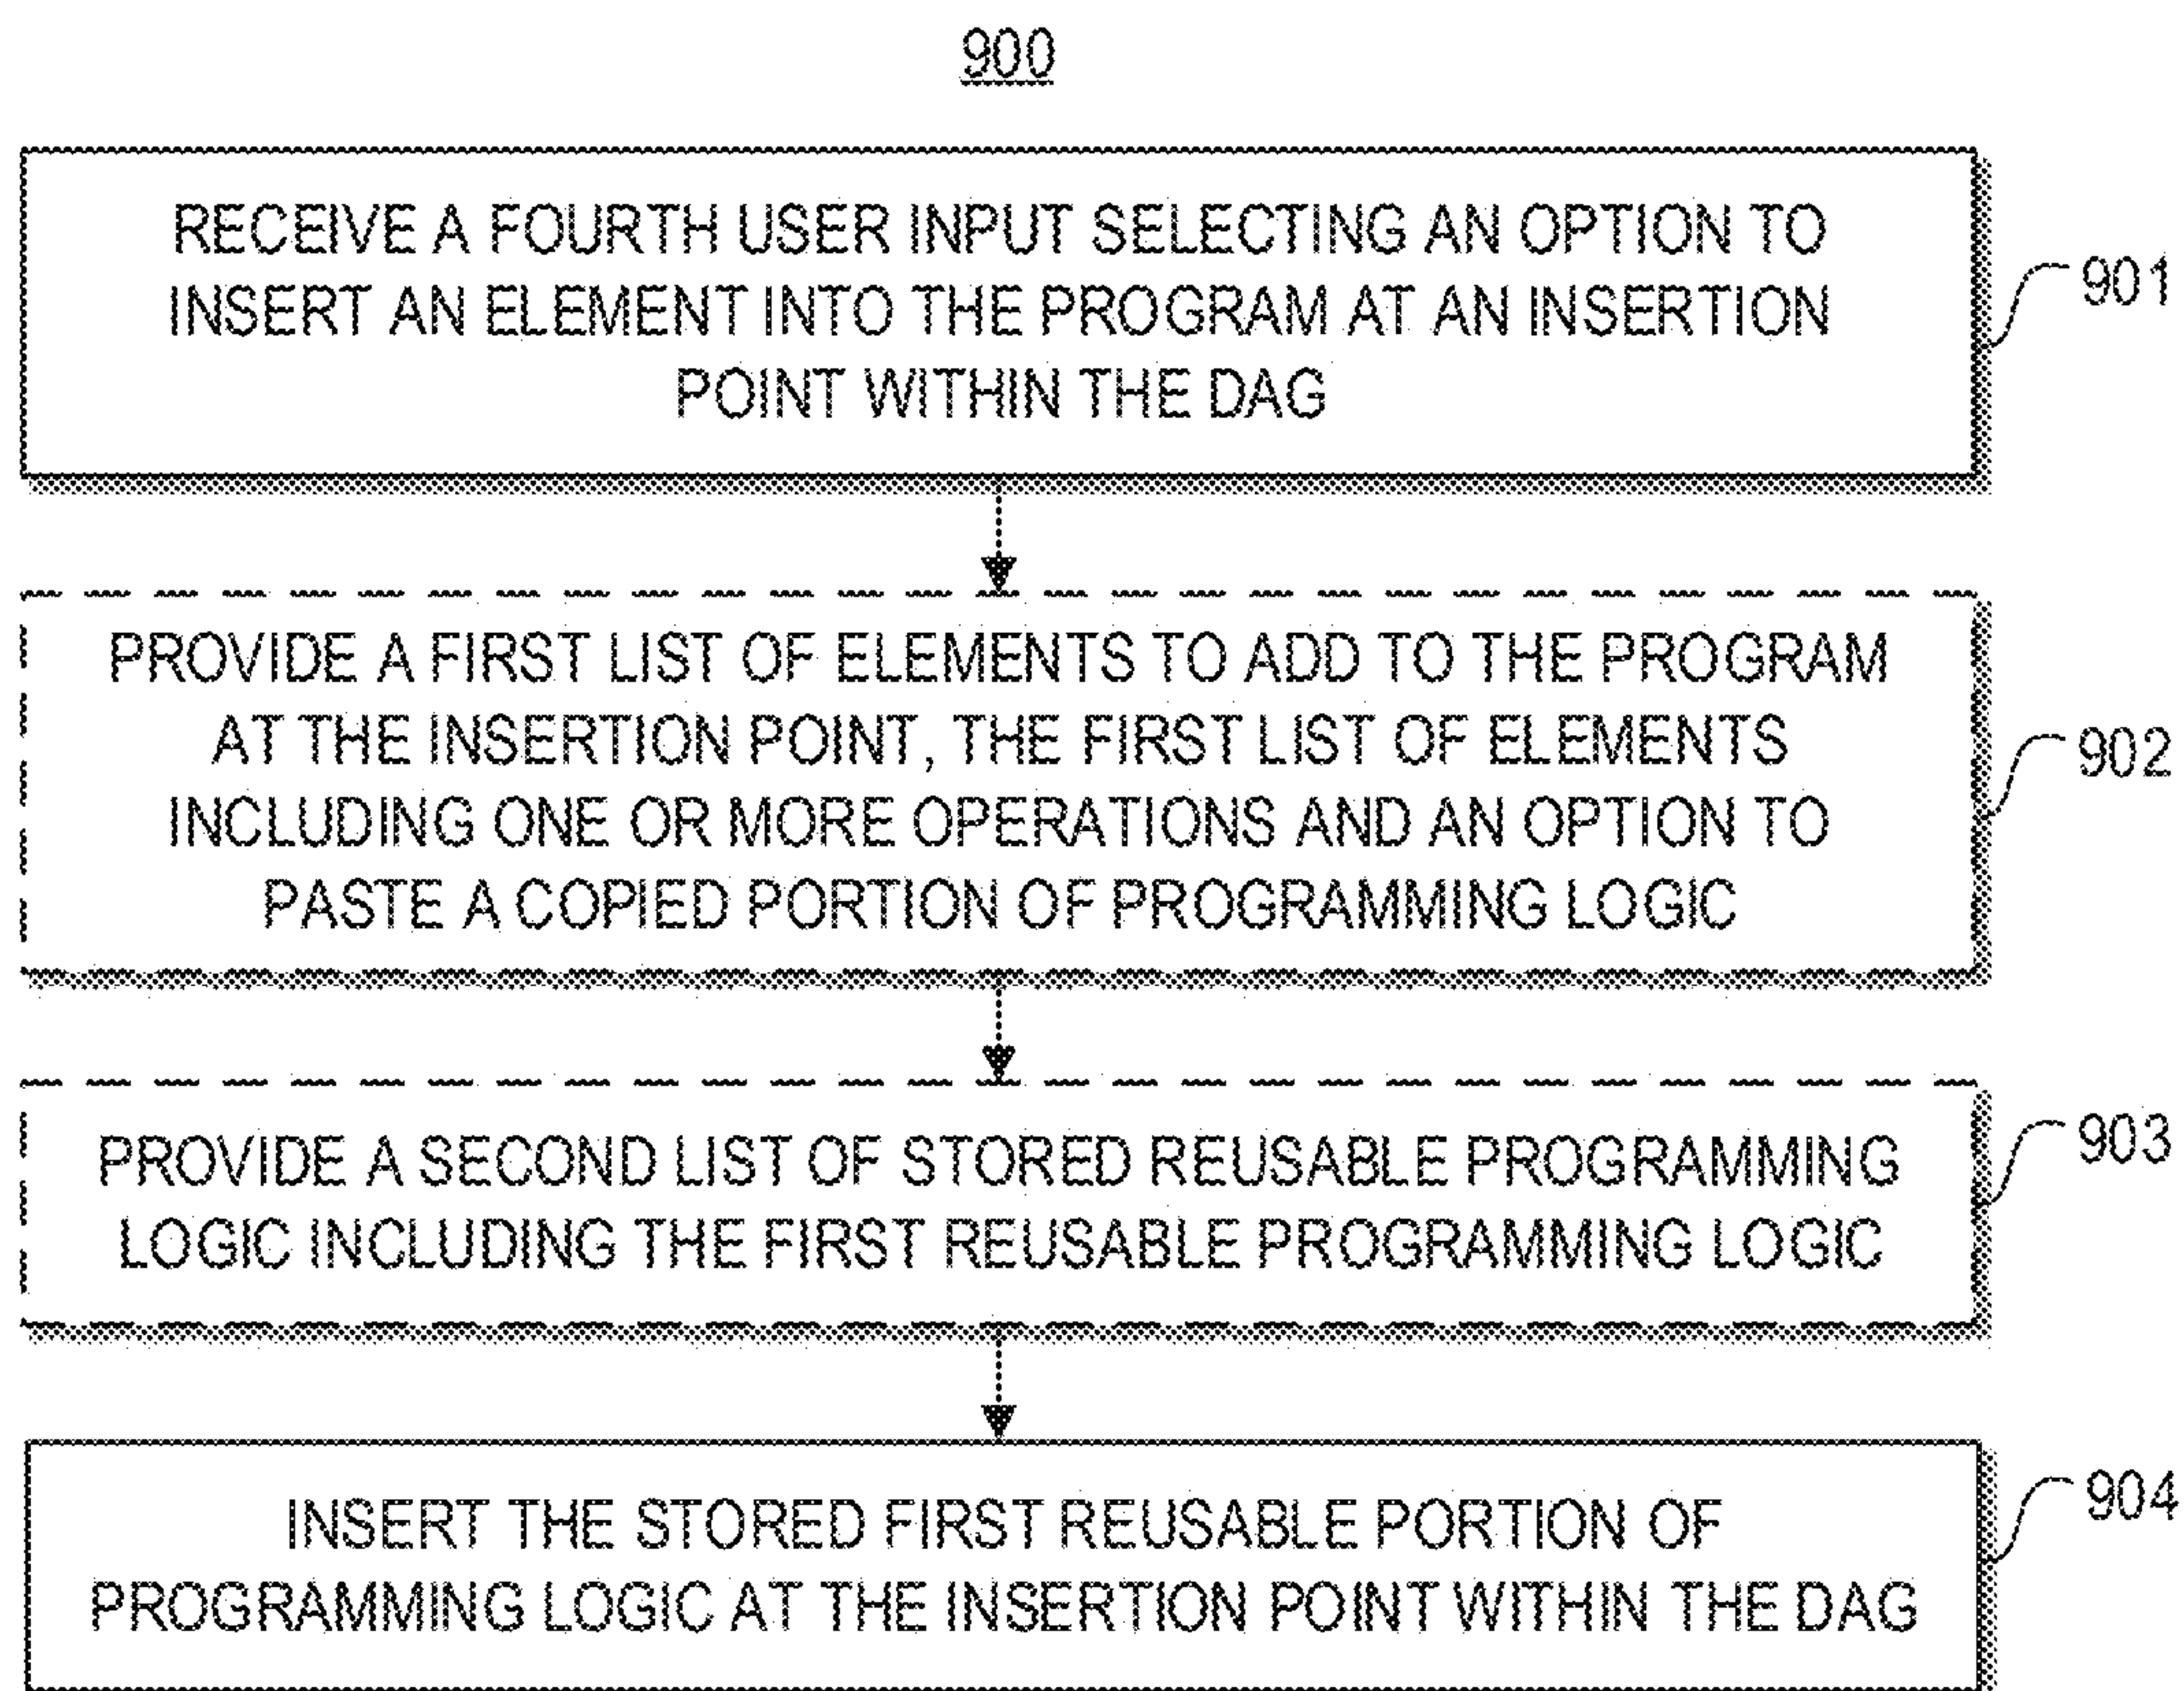 900
RECEIVE A FOURTH USER INPUT SELECTING AN OPTION TO
INSERT AN ELEMENT INTO THE PROGRAM AT AN INSERTION
POINT WITHIN THE DAG
901
PROVIDE A FIRST LIST OF ELEMENTS TO ADD TO THE PROGRAM
AT THE INSERTION POINT, THE FIRST LIST OF ELEMENTS
INCLUDING ONE OR MORE OPERATIONS AND AN OPTION TO
PASTE A COPIED PORTION OF PROGRAMMING LOGIC
902
PROVIDE A SECOND LIST OF STORED REUSABLE PROGRAMMING
LOGIC INCLUDING THE FIRST REUSABLE PROGRAMMING LOGIC
903
INSERT THE STORED FIRST REUSABLE PORTION OF
PROGRAMMING LOGIC AT THE INSERTION POINT WITHIN THE DAG
904